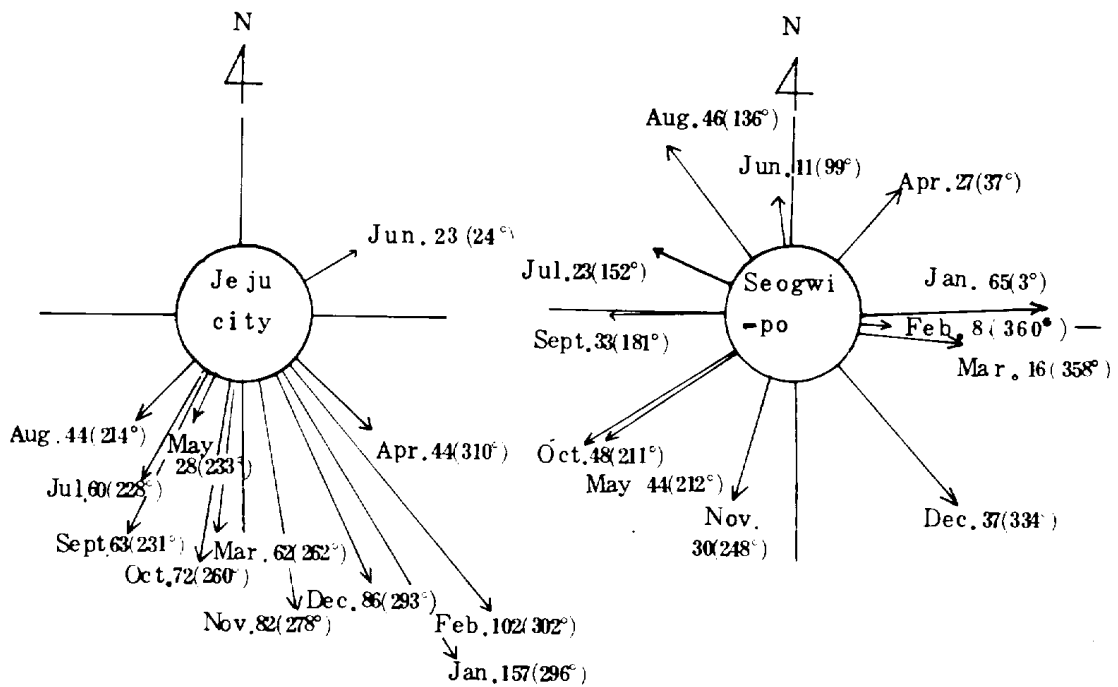 N
Jun. 23 (24°)
Jeju
city
Aug. 44(214°)
May
28(233°)
Apr. 44(310°)
Jul.60(228°)
Sept.63(231°)
Mar. 62(262°)
Oct.72(260°)
Dec. 86(293°)
Nov.82(278°)
Feb.102(302°)
Jan.157(296°)
N
Aug.46(136°)
Jun.11(99°)
Apr.27(37°)
Jul.23(152°)
Seogwi
-po
Jan. 65(3°)
Feb. 8(360°)
Sept.33(181°)
Mar. 16(358°)
Oct.48(211°)
May 44(212°)
Nov.
30(248°)
Dec.37(334°)